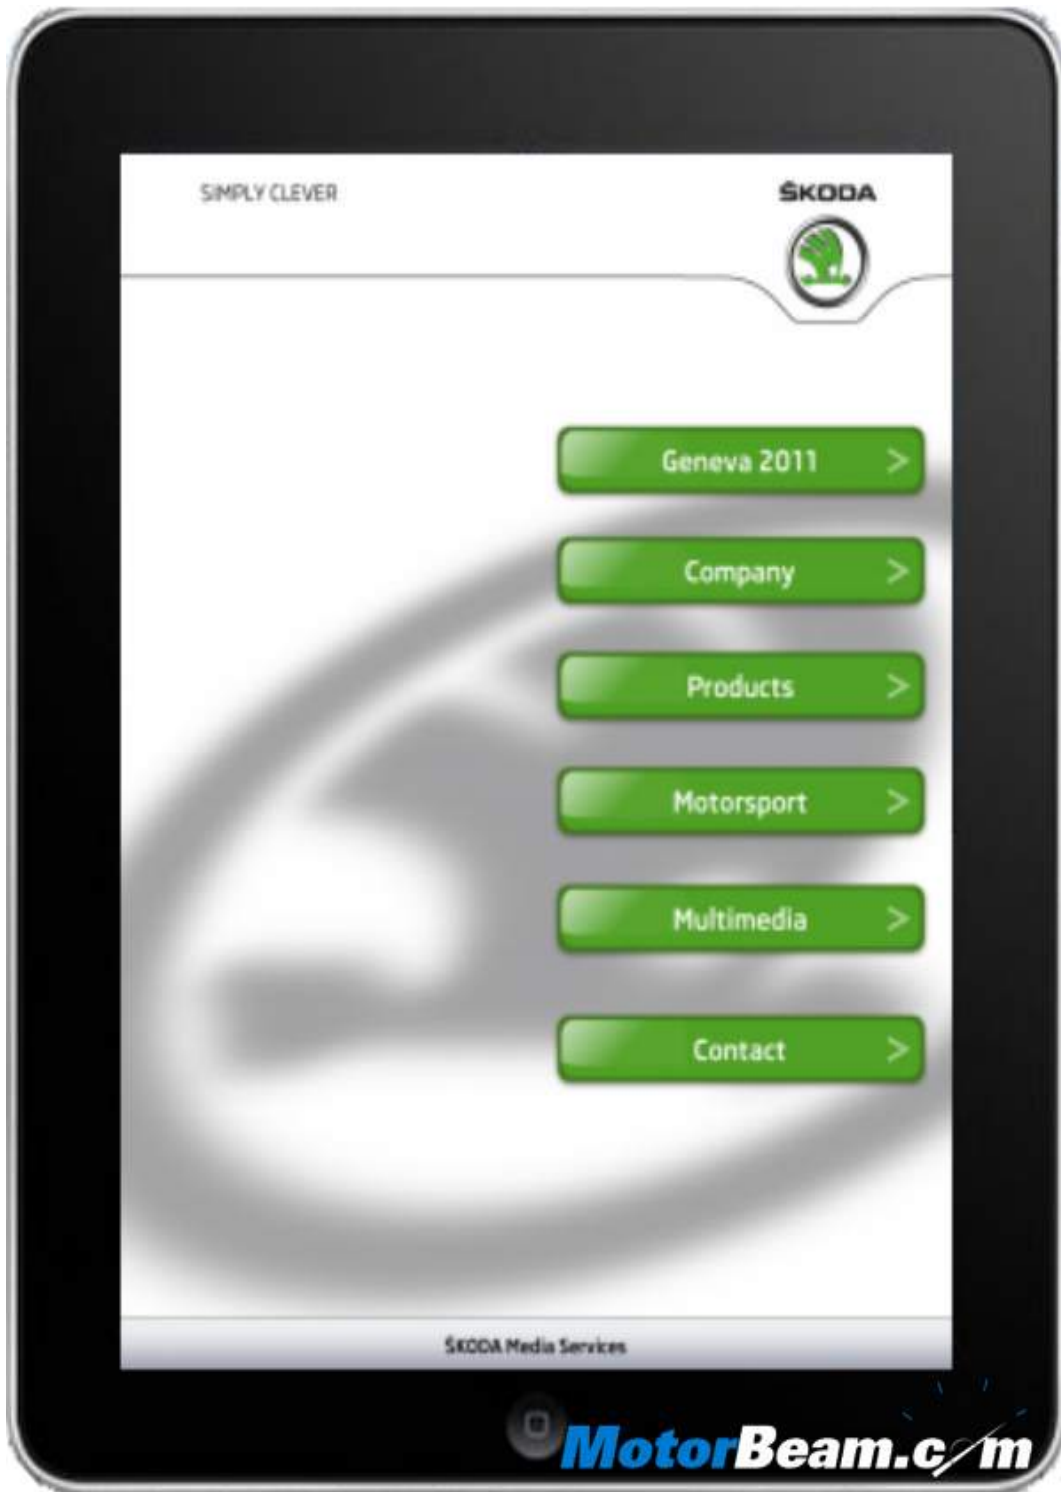 SIMPLY CLEVER
ŠKODA
Geneva 2011 >
Company >
Products >
Motorsport >
Multimedia >
Contact >
ŠKODA Media Services
MotorBeam.com